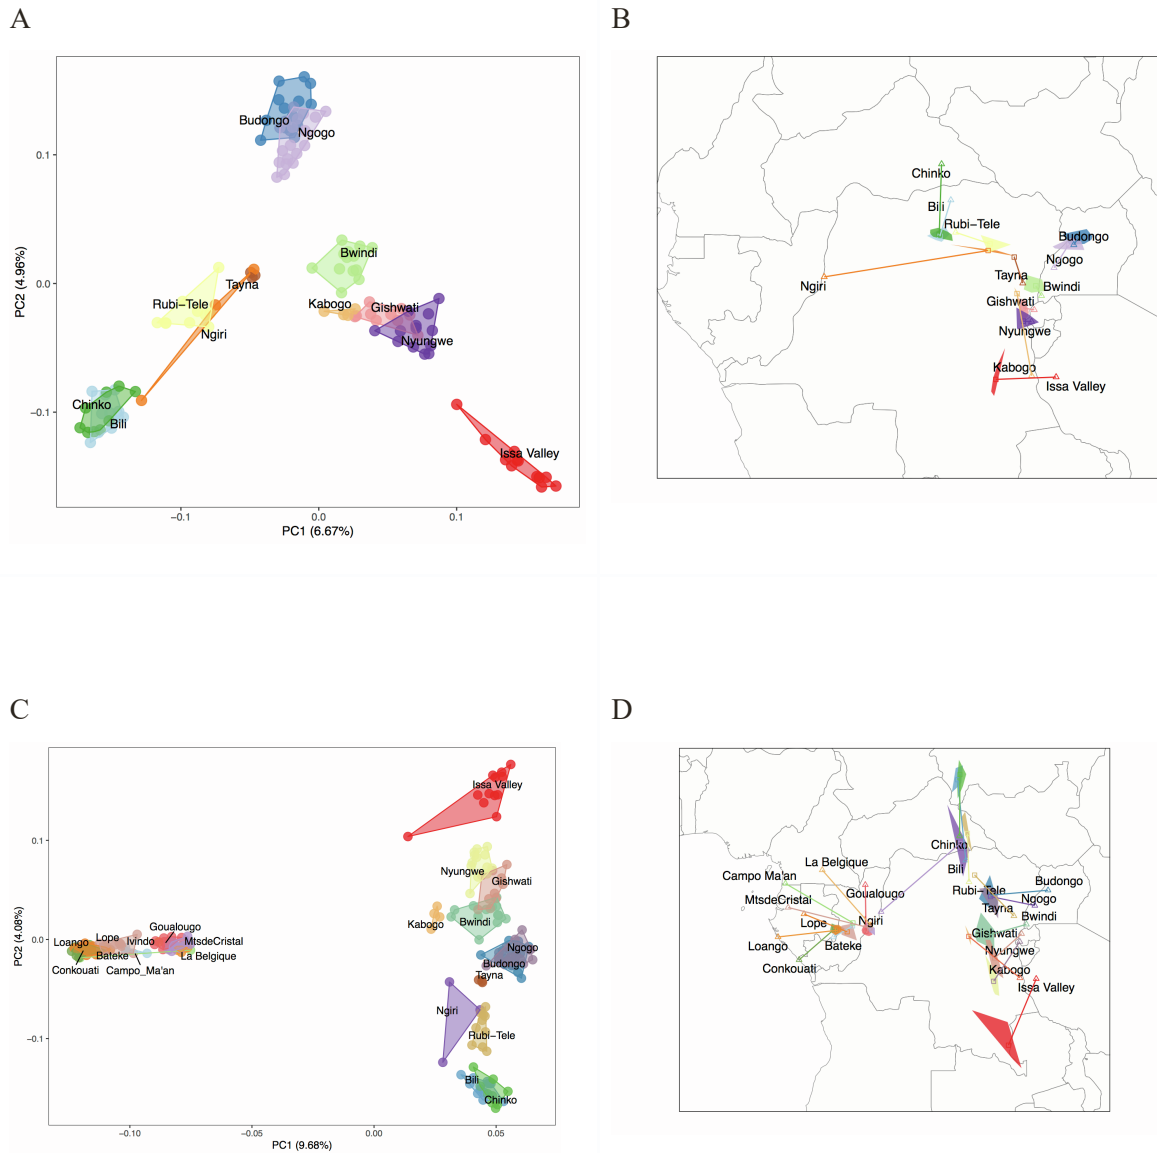 A
B
Budongo
Ngogo
Bwindi
Tayna
Rubi-Tele
Kabogo
Gishwati
Ngiri
Nyungwe
Chinko
Bili
Issa Valley
0.1
0.0
−0.1
PC2 (4.96%)
−0.1
0.0
0.1
PC1 (6.67%)
Chinko
Bili
Rubi-Tele
Budongo
Ngogo
Tayna
Ngiri
Bwindi
Gishwati
Nyungwe
Kabogo
Issa Valley
C
D
Issa Valley
Nyungwe
Gishwati
Kabogo
Bwindi
Goualougo
Loango
Lope
Ivindo
MtsdeCristal
Bateke
La Belgique
Conkouati
Campo_Ma'an
Ngogo
Budongo
Tayna
Ngiri
Rubi-Tele
Bili
Chinko
0.1
0.0
−0.1
PC2 (4.08%)
−0.10
−0.05
0.00
0.05
PC1 (9.68%)
Chinko
La Belgique
Bili
Campo Ma'an
Goualougo
Rubi-Tele
Budongo
MtsdeCristal
Ngogo
Tayna
Bwindi
Lope
Ngiri
Gishwati
Loango
Bateke
Nyungwe
Conkouati
Kabogo
Issa Valley